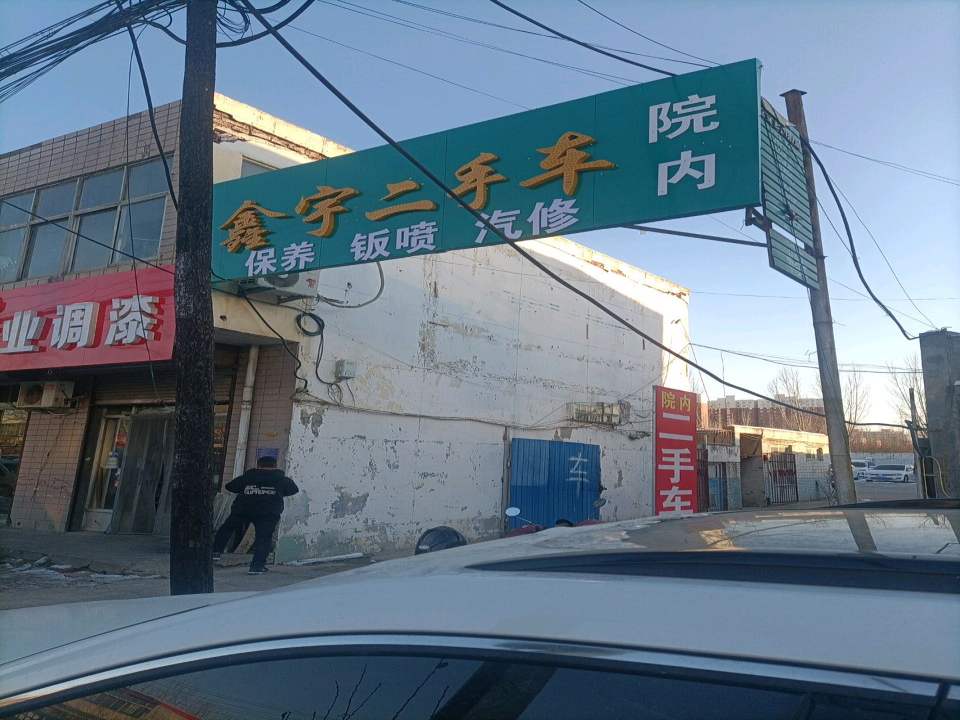 鑫宇二手车
院内
保养 钣喷 汽修
业调漆
院内
二手车
车